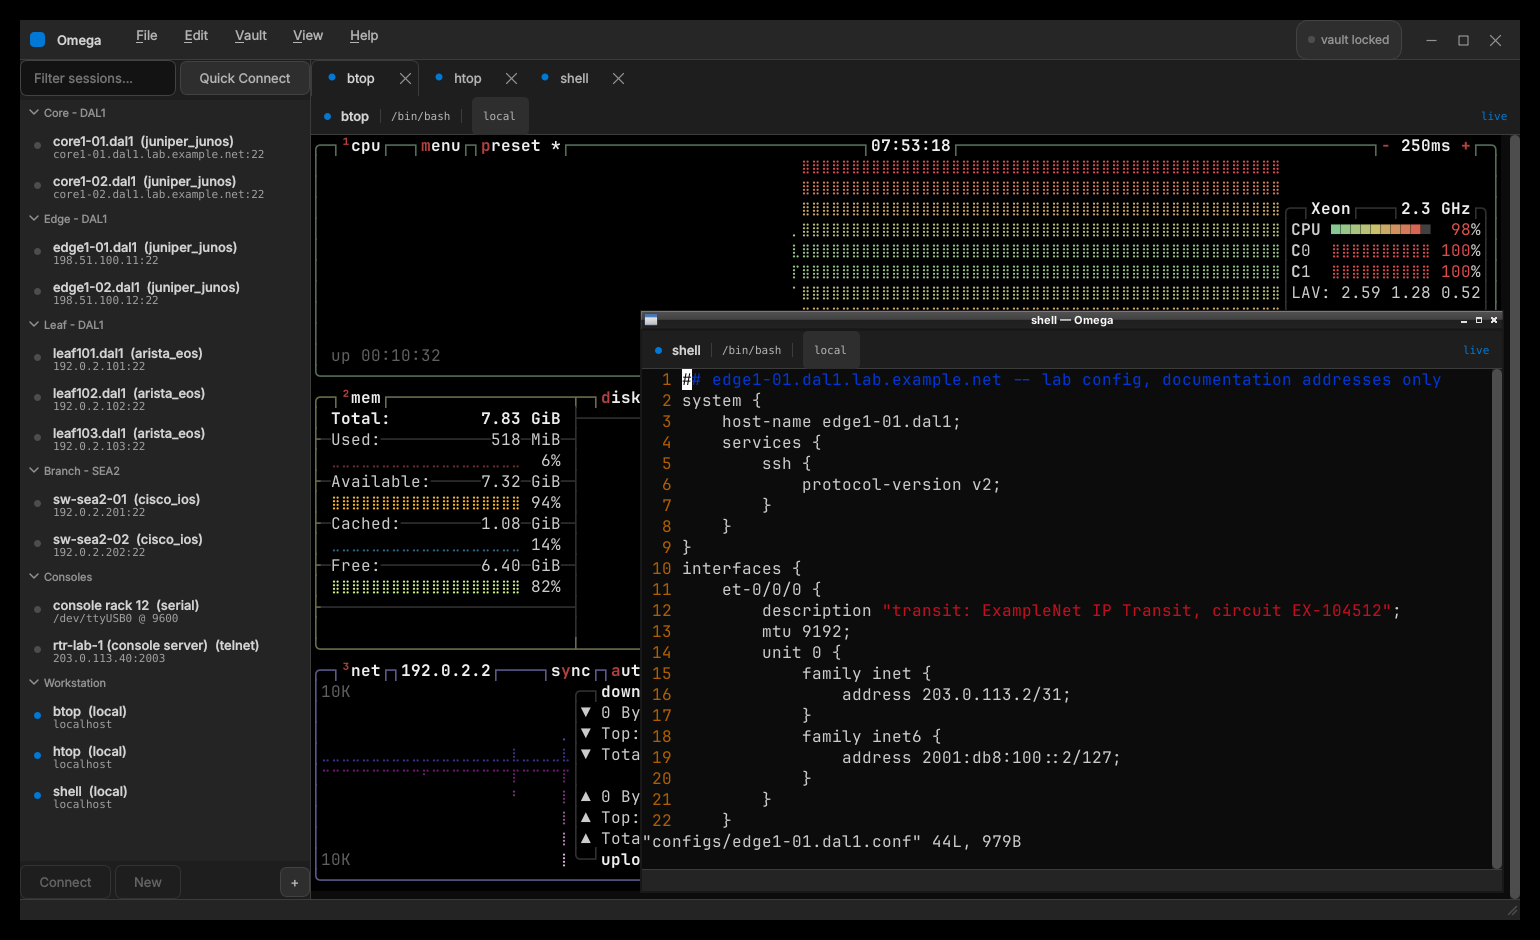 Omega File Edit Vault View Help vault locked
Filter sessions... Quick Connect
btop htop shell
btop /bin/bash local live
Core - DAL1
core1-01.dal1 (juniper_junos)
core1-01.dal1.lab.example.net:22
core1-02.dal1 (juniper_junos)
core1-02.dal1.lab.example.net:22
Edge - DAL1
edge1-01.dal1 (juniper_junos)
198.51.100.11:22
edge1-02.dal1 (juniper_junos)
198.51.100.12:22
Leaf - DAL1
leaf101.dal1 (arista_eos)
192.0.2.101:22
leaf102.dal1 (arista_eos)
192.0.2.102:22
leaf103.dal1 (arista_eos)
192.0.2.103:22
Branch - SEA2
sw-sea2-01 (cisco_ios)
192.0.2.201:22
sw-sea2-02 (cisco_ios)
192.0.2.202:22
Consoles
console rack 12 (serial)
/dev/ttyUSB0 @ 9600
rtr-lab-1 (console server) (telnet)
203.0.113.40:2003
Workstation
btop (local)
localhost
htop (local)
localhost
shell (local)
localhost
Connect New +
1cpu menu preset * 07:53:18 - 250ms +
Xeon 2.3 GHz
CPU 98%
C0 100%
C1 100%
LAV: 2.59 1.28 0.52
up 00:10:32
2mem disk
Total: 7.83 GiB
Used: 518 MiB
6%
Available: 7.32 GiB
94%
Cached: 1.08 GiB
14%
Free: 6.40 GiB
82%
3net 192.0.2.2 sync aut
10K
down
▼ 0 By
▼ Top:
▼ Tota
▲ 0 By
▲ Top:
▲ Tota
10K
uplo
shell — Omega
shell /bin/bash local live
1 ## edge1-01.dal1.lab.example.net -- lab config, documentation addresses only
2 system {
3 host-name edge1-01.dal1;
4 services {
5 ssh {
6 protocol-version v2;
7 }
8 }
9 }
10 interfaces {
11 et-0/0/0 {
12 description "transit: ExampleNet IP Transit, circuit EX-104512";
13 mtu 9192;
14 unit 0 {
15 family inet {
16 address 203.0.113.2/31;
17 }
18 family inet6 {
19 address 2001:db8:100::2/127;
20 }
21 }
22 }
"configs/edge1-01.dal1.conf" 44L, 979B